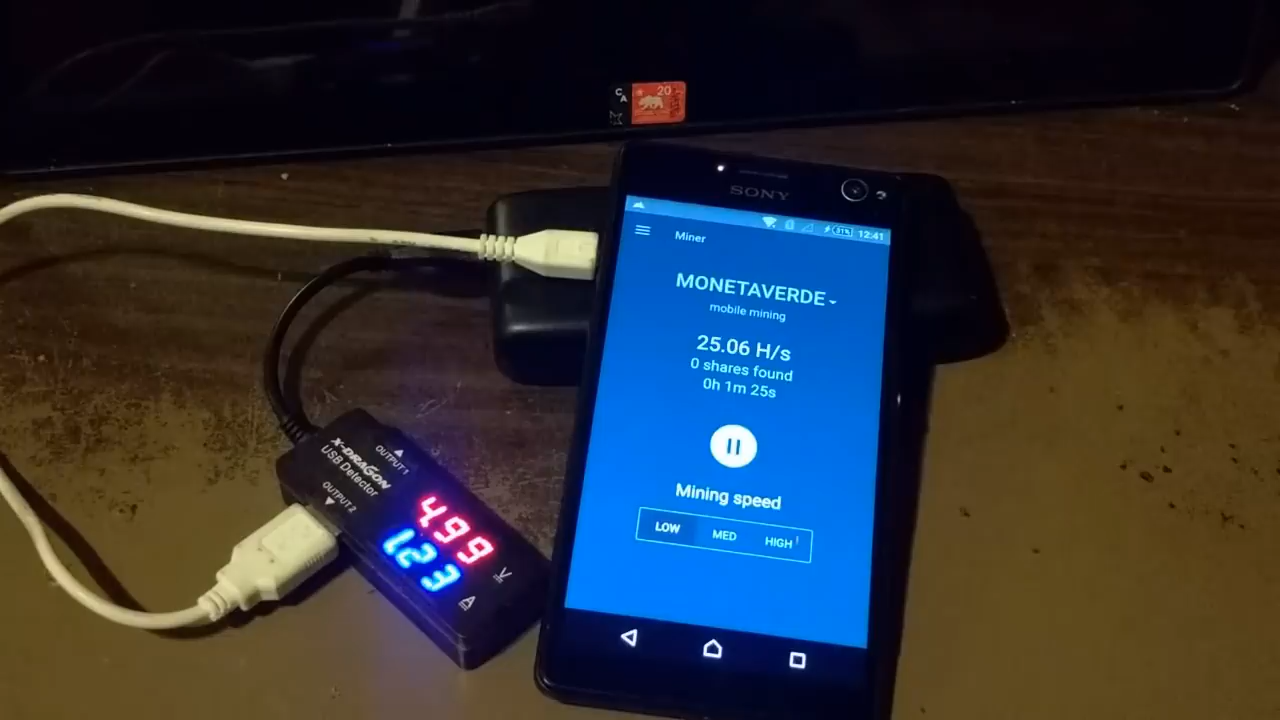 CA
20
SONY
81%
12:41
Miner
MONETAVERDE
mobile mining
25.06 H/s
0 shares found
0h 1m 25s
Mining speed
LOW
MED
HIGH !
X-DRAGON
USB Detector
OUTPUT 1
OUTPUT 2
4.99 V
1.23 A